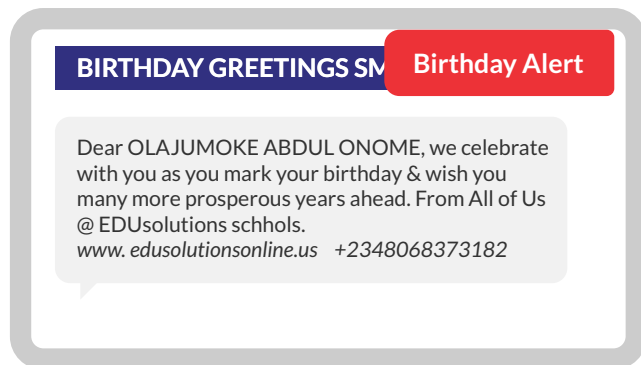 BIRTHDAY GREETINGS SM
Birthday Alert
Dear OLAJUMOKE ABDUL ONOME, we celebrate
with you as you mark your birthday & wish you
many more prosperous years ahead. From All of Us
@ EDUsolutions schhols.
www. edusolutionsonline.us +2348068373182